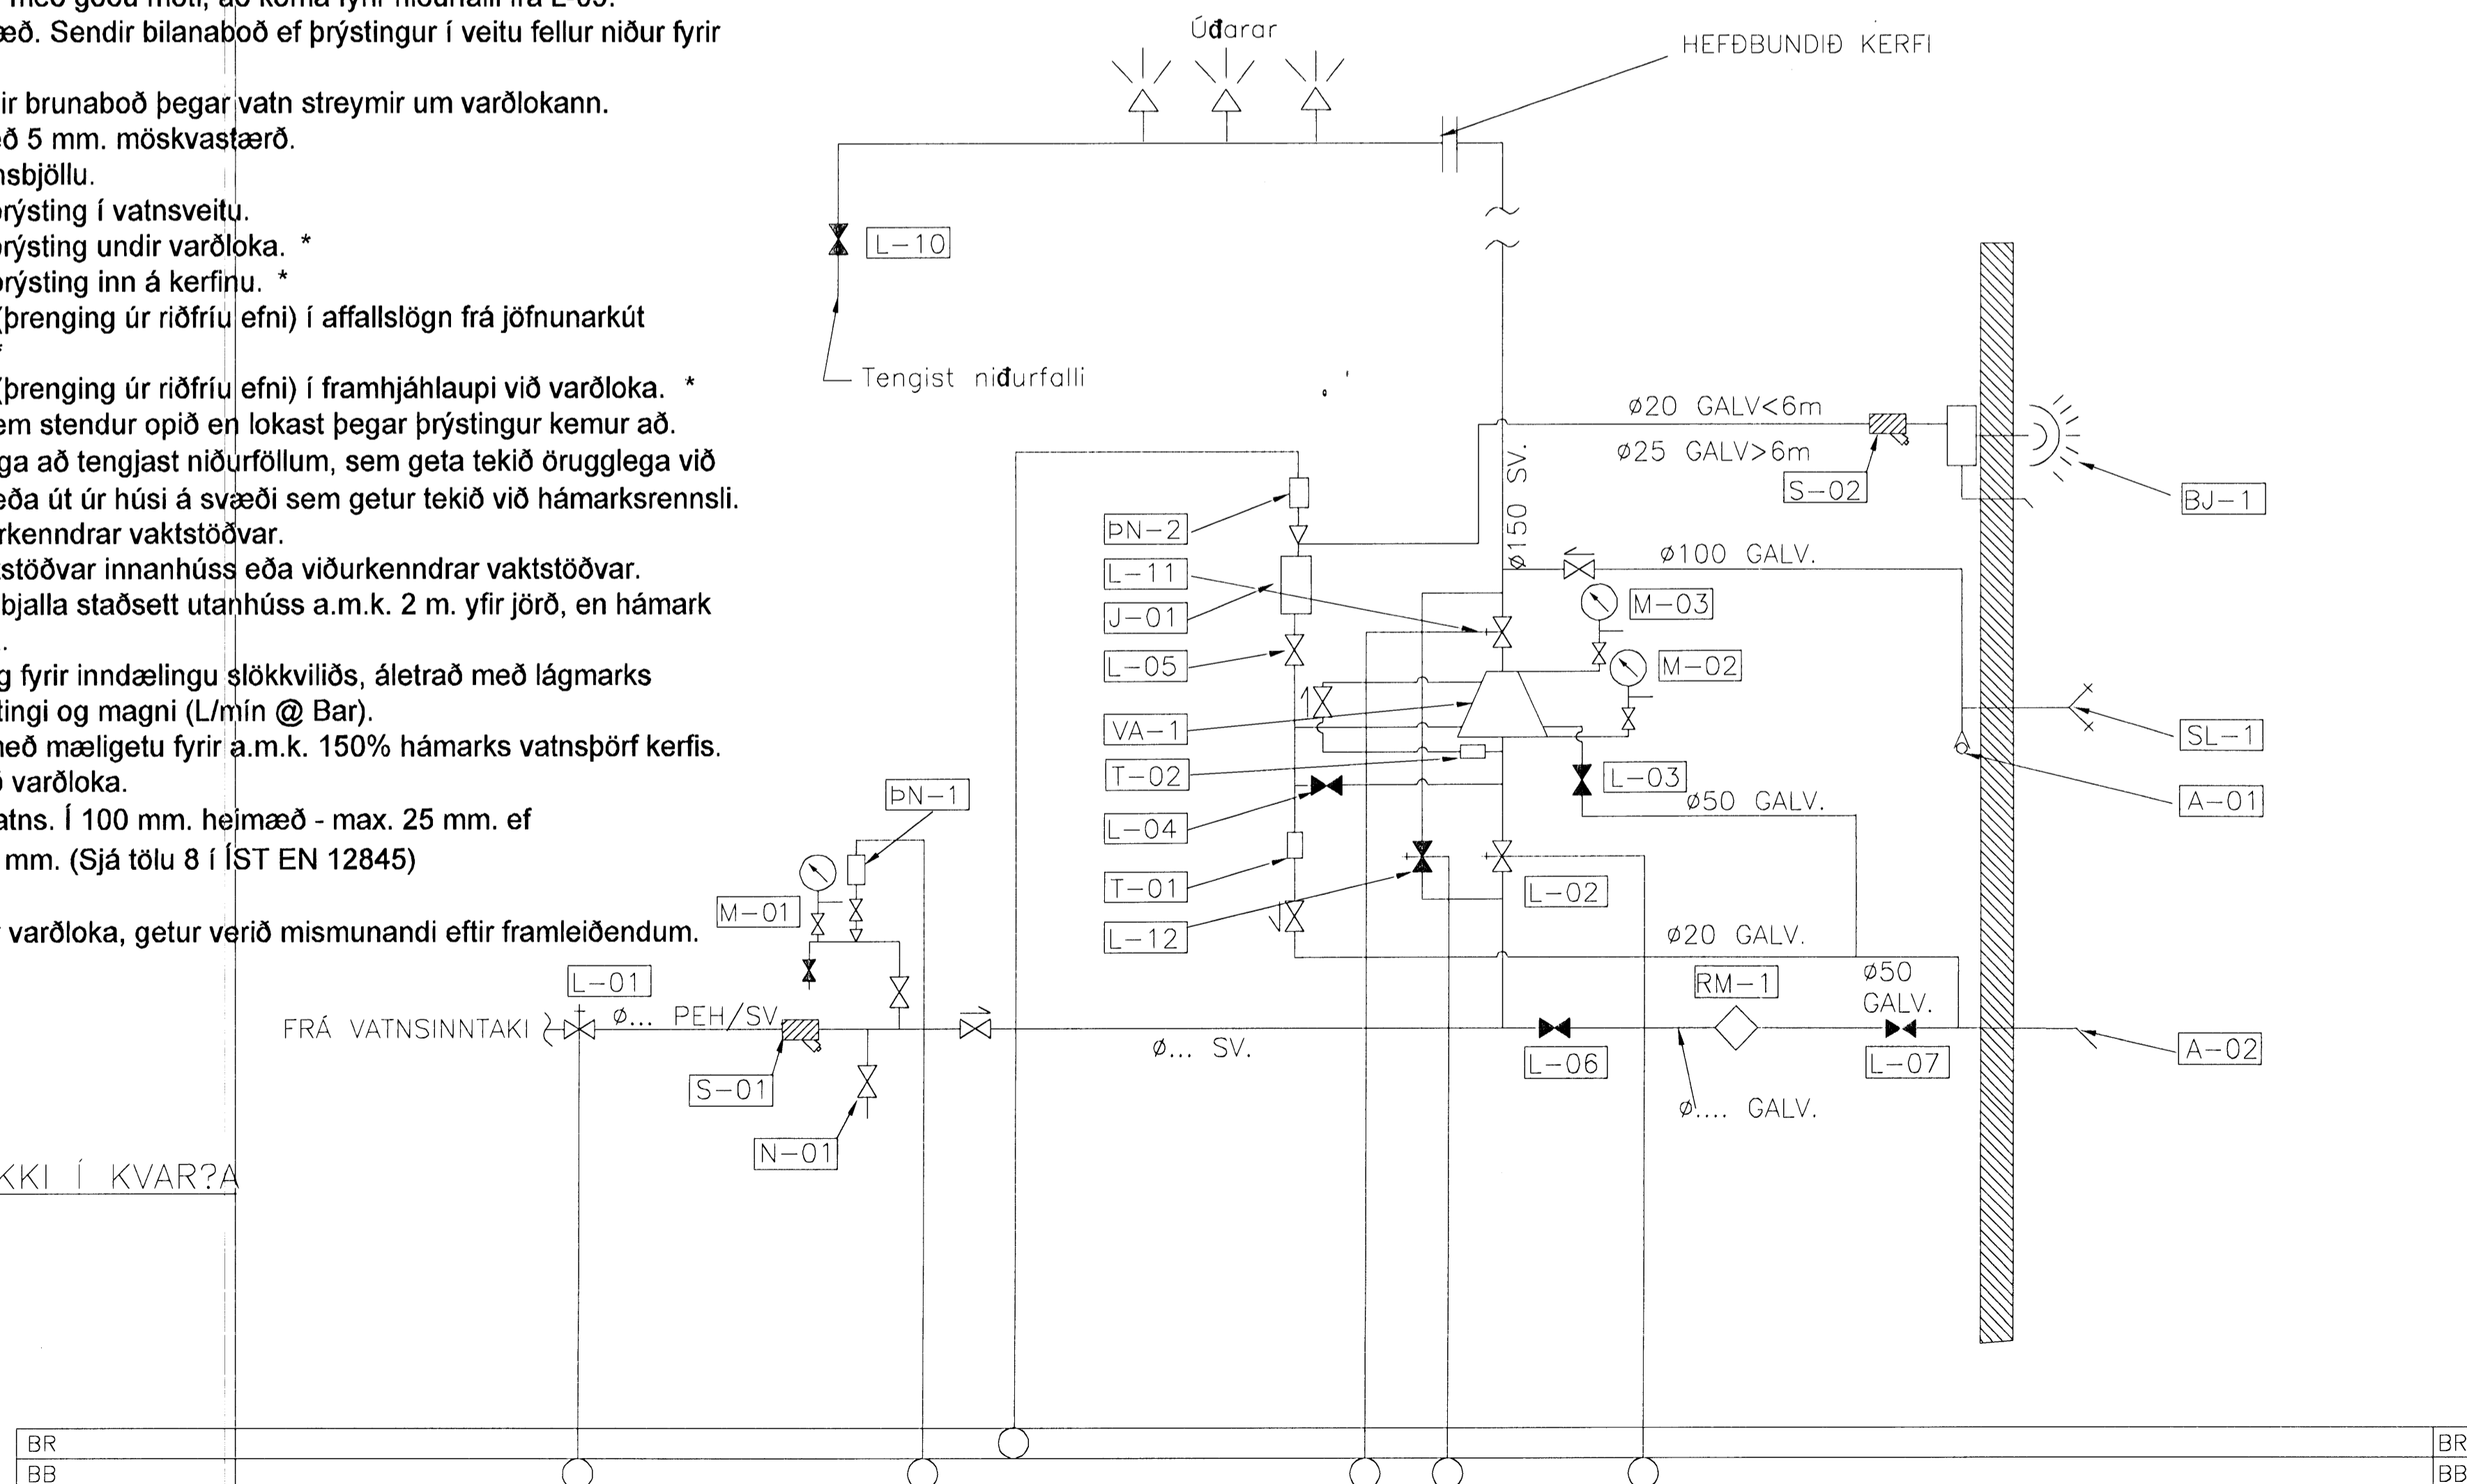 með góðu móti, að koma fyrir niðurfalli frá L-09.
æð. Sendir bilanaboð ef þrýstingur í veitu fellur niður fyrir
ir brunaboð þegar vatn streymir um varðlokann.
ð 5 mm. möskvastærð.
nsbjöllu.
þrýsting í vatnsveitu.
þrýsting undir varðloka. *
þrýsting inn á kerfinu. *
(þrenging úr riðfríu efni) í affallslögn frá jöfnunarkút
*
(þrenging úr riðfríu efni) í framhjáhlaupi við varðloka. *
em stendur opið en lokast þegar þrýstingur kemur að.
ga að tengjast niðurföllum, sem geta tekið örugglega við
eða út úr húsi á svæði sem getur tekið við hámarksrennsli.
rkenndrar vaktstöðvar.
kstöðvar innanhúss eða viðurkenndrar vaktstöðvar.
bjalla staðsett utanhúss a.m.k. 2 m. yfir jörð, en hámark
.
g fyrir inndælingu slökkviliðs, áletrað með lágmarks
tingi og magni (L/mín @ Bar).
með mæligetu fyrir a.m.k. 150% hámarks vatnsþörf kerfis.
ð varðloka.
atns. Í 100 mm. heimæð - max. 25 mm. ef
mm. (Sjá tölu 8 í ÍST EN 12845)
r varðloka, getur verið mismunandi eftir framleiðendum.
KKI Í KVAR?A
Úðarar
HEFÐBUNDIÐ KERFI
L-10
Tengist niðurfalli
Ø20 GALV<6m
Ø25 GALV>6m
S-02
BJ-1
Ø150 SV.
ÞN-2
L-11
J-01
L-05
VA-1
T-02
L-04
T-01
L-12
Ø100 GALV.
M-03
M-02
L-03
Ø50 GALV.
SL-1
A-01
ÞN-1
M-01
L-02
Ø20 GALV.
L-01
RM-1
Ø50
GALV.
FRÁ VATNSINNTAKI
Ø... PEH/SV
Ø... SV.
S-01
N-01
L-06
L-07
A-02
Ø.... GALV.
BR
BR
BB
BB